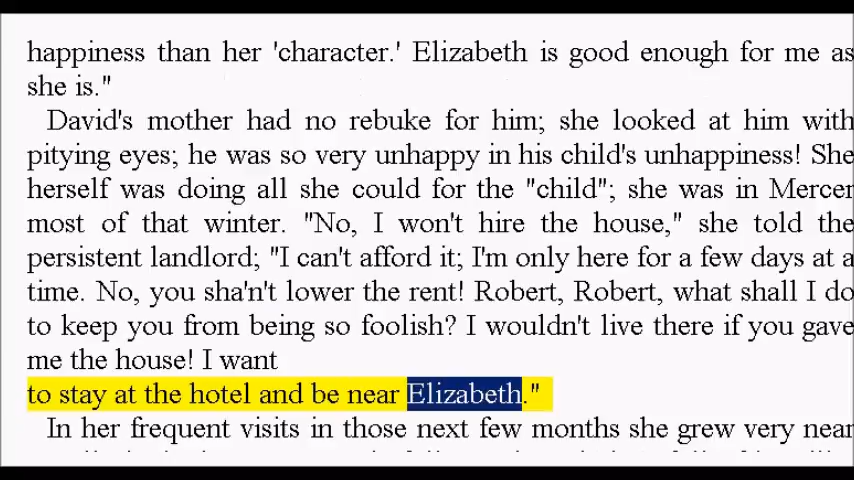 happiness than her 'character.' Elizabeth is good enough for me as
she is."
David's mother had no rebuke for him; she looked at him with
pitying eyes; he was so very unhappy in his child's unhappiness! She
herself was doing all she could for the "child"; she was in Mercer
most of that winter. "No, I won't hire the house," she told the
persistent landlord; "I can't afford it; I'm only here for a few days at a
time. No, you sha'n't lower the rent! Robert, Robert, what shall I do
to keep you from being so foolish? I wouldn't live there if you gave
me the house! I want
to stay at the hotel and be near Elizabeth."
In her frequent visits in those next few months she grew very near